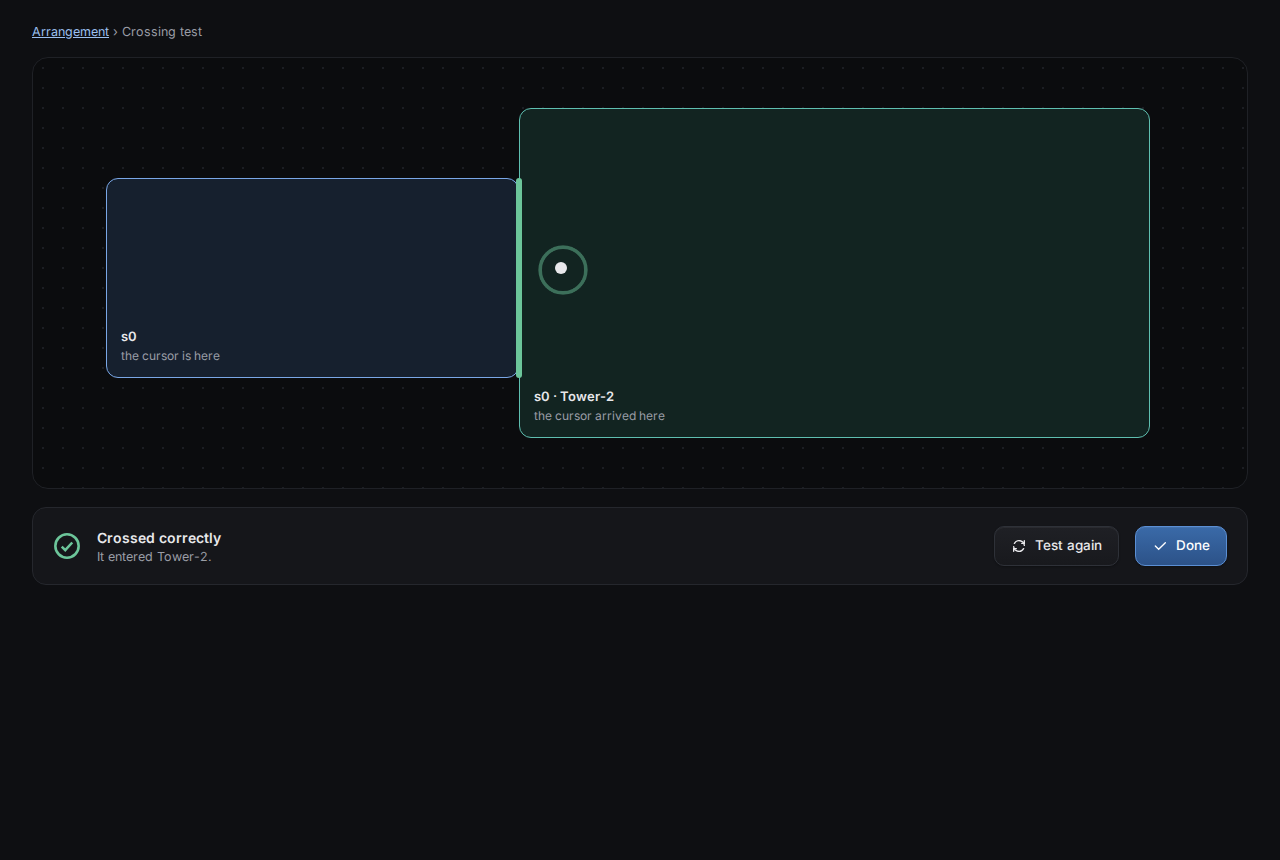 Arrangement › Crossing test
s0
the cursor is here
s0 · Tower-2
the cursor arrived here
Crossed correctly
It entered Tower-2.
Test again
Done